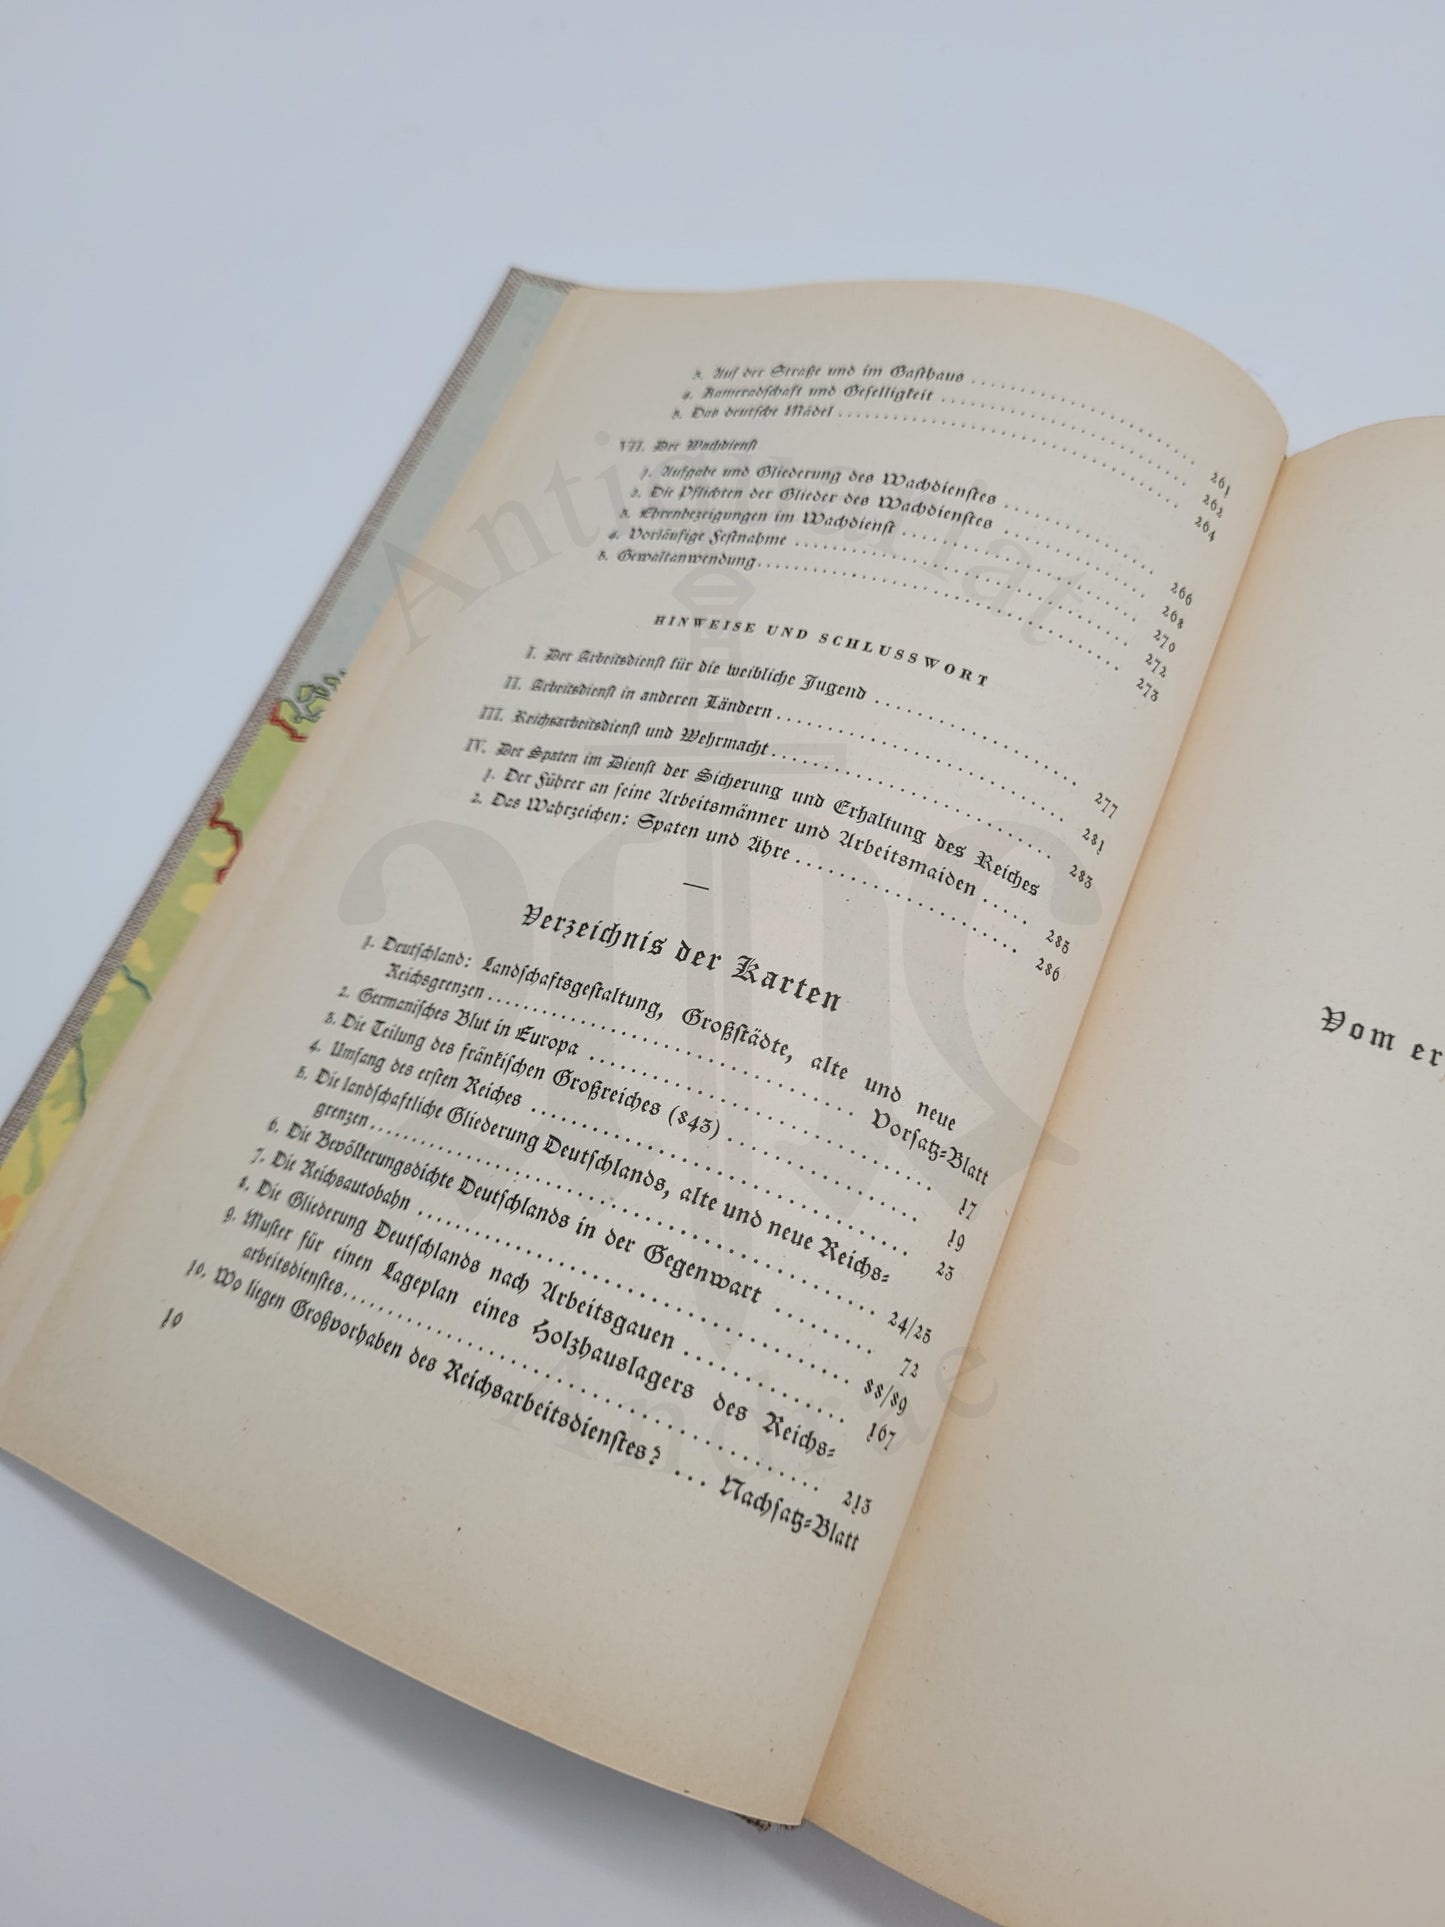 3. Auf der Straße und im Gasthaus .......... 261
4. Kameradschaft und Geselligkeit .......... 262
5. Das deutsche Mädel .......... 264
VII. Der Wachdienst
1. Aufgabe und Gliederung des Wachdienstes .......... 266
2. Die Pflichten der Glieder des Wachdienstes .......... 268
3. Ehrenbezeigungen im Wachdienst .......... 270
4. Vorläufige Festnahme .......... 272
5. Gewaltanwendung .......... 273
HINWEISE UND SCHLUSSWORT
I. Der Arbeitsdienst für die weibliche Jugend .......... 277
II. Arbeitsdienst in anderen Ländern .......... 281
III. Reichsarbeitsdienst und Wehrmacht .......... 283
IV. Der Spaten im Dienst der Sicherung und Erhaltung des Reiches
1. Der Führer an seine Arbeitsmänner und Arbeitsmaiden ..... 285
2. Das Wahrzeichen: Spaten und Ähre .......... 286
—
Verzeichnis der Karten
1. Deutschland: Landschaftsgestaltung, Großstädte, alte und neue
Reichsgrenzen .......... Vorsatz-Blatt
2. Germanisches Blut in Europa .......... 17
3. Die Teilung des fränkischen Großreiches (843) .......... 19
4. Umfang des ersten Reiches .......... 23
5. Die landschaftliche Gliederung Deutschlands, alte und neue Reichs-
grenzen .......... 24/25
6. Die Bevölkerungsdichte Deutschlands in der Gegenwart .......... 72
7. Die Reichsautobahn .......... 88/89
8. Die Gliederung Deutschlands nach Arbeitsgauen .......... 167
9. Muster für einen Lageplan eines Holzhauslagers des Reichs-
arbeitsdienstes .......... 213
10. Wo liegen Großvorhaben des Reichsarbeitsdienstes? ... Nachsatz-Blatt
10
Vom er
Antiquariat
Andrae